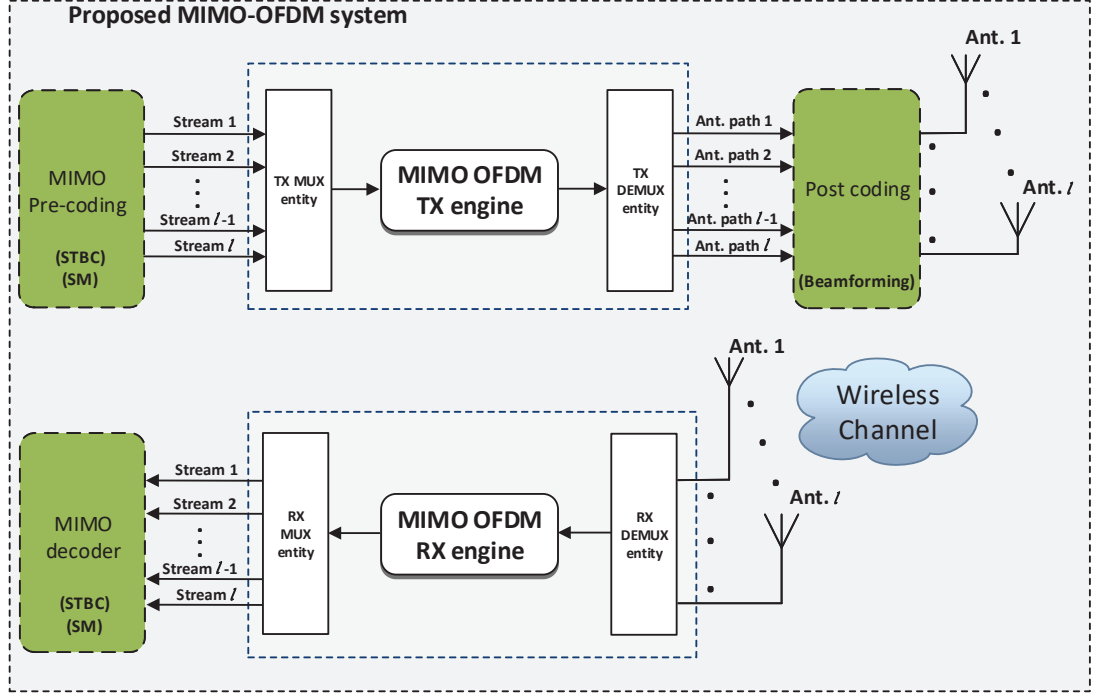 Proposed MIMO-OFDM system
Ant. 1
Ant. l
MIMO
Pre-coding
(STBC)
(SM)
Stream 1
Stream 2
Stream l-1
Stream l
TX MUX
entity
MIMO OFDM
TX engine
TX
DEMUX
entity
Ant. path 1
Ant. path 2
Ant. path l-1
Ant. path l
Post coding
(Beamforming)
Ant. 1
Wireless
Channel
Ant. l
MIMO
decoder
(STBC)
(SM)
Stream 1
Stream 2
Stream l-1
Stream l
RX
MUX
entity
MIMO OFDM
RX engine
RX
DEMUX
entity